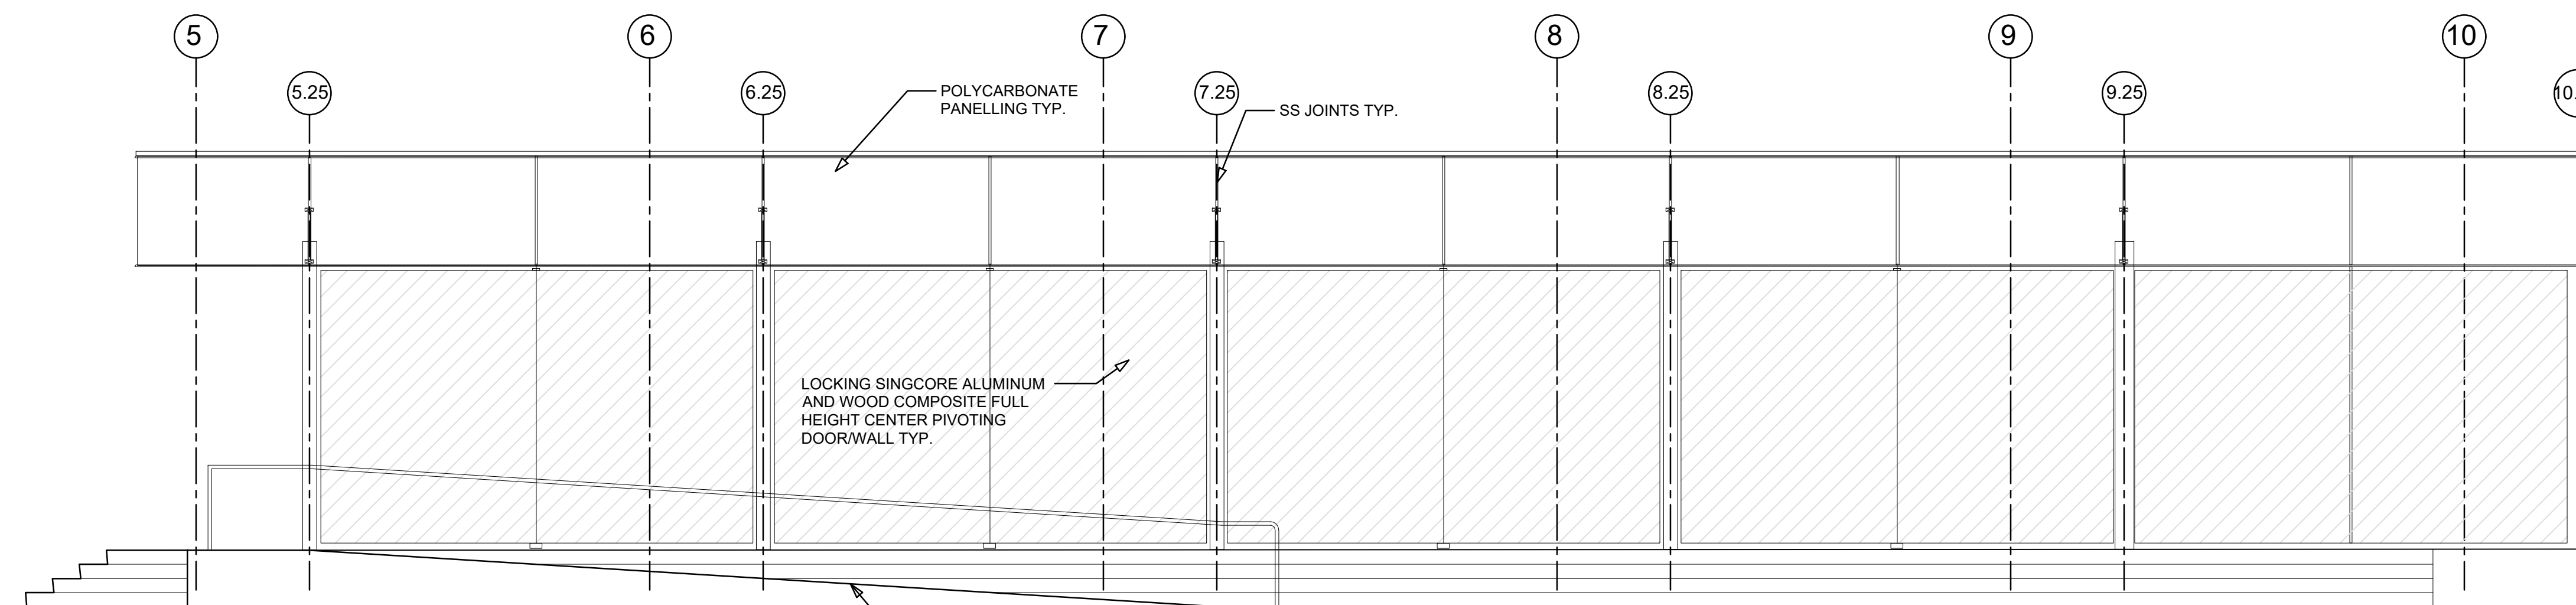 5
6
7
8
9
10
5.25
6.25
7.25
8.25
9.25
10.
POLYCARBONATE
PANELLING TYP.
SS JOINTS TYP.
LOCKING SINGCORE ALUMINUM
AND WOOD COMPOSITE FULL
HEIGHT CENTER PIVOTING
DOOR/WALL TYP.